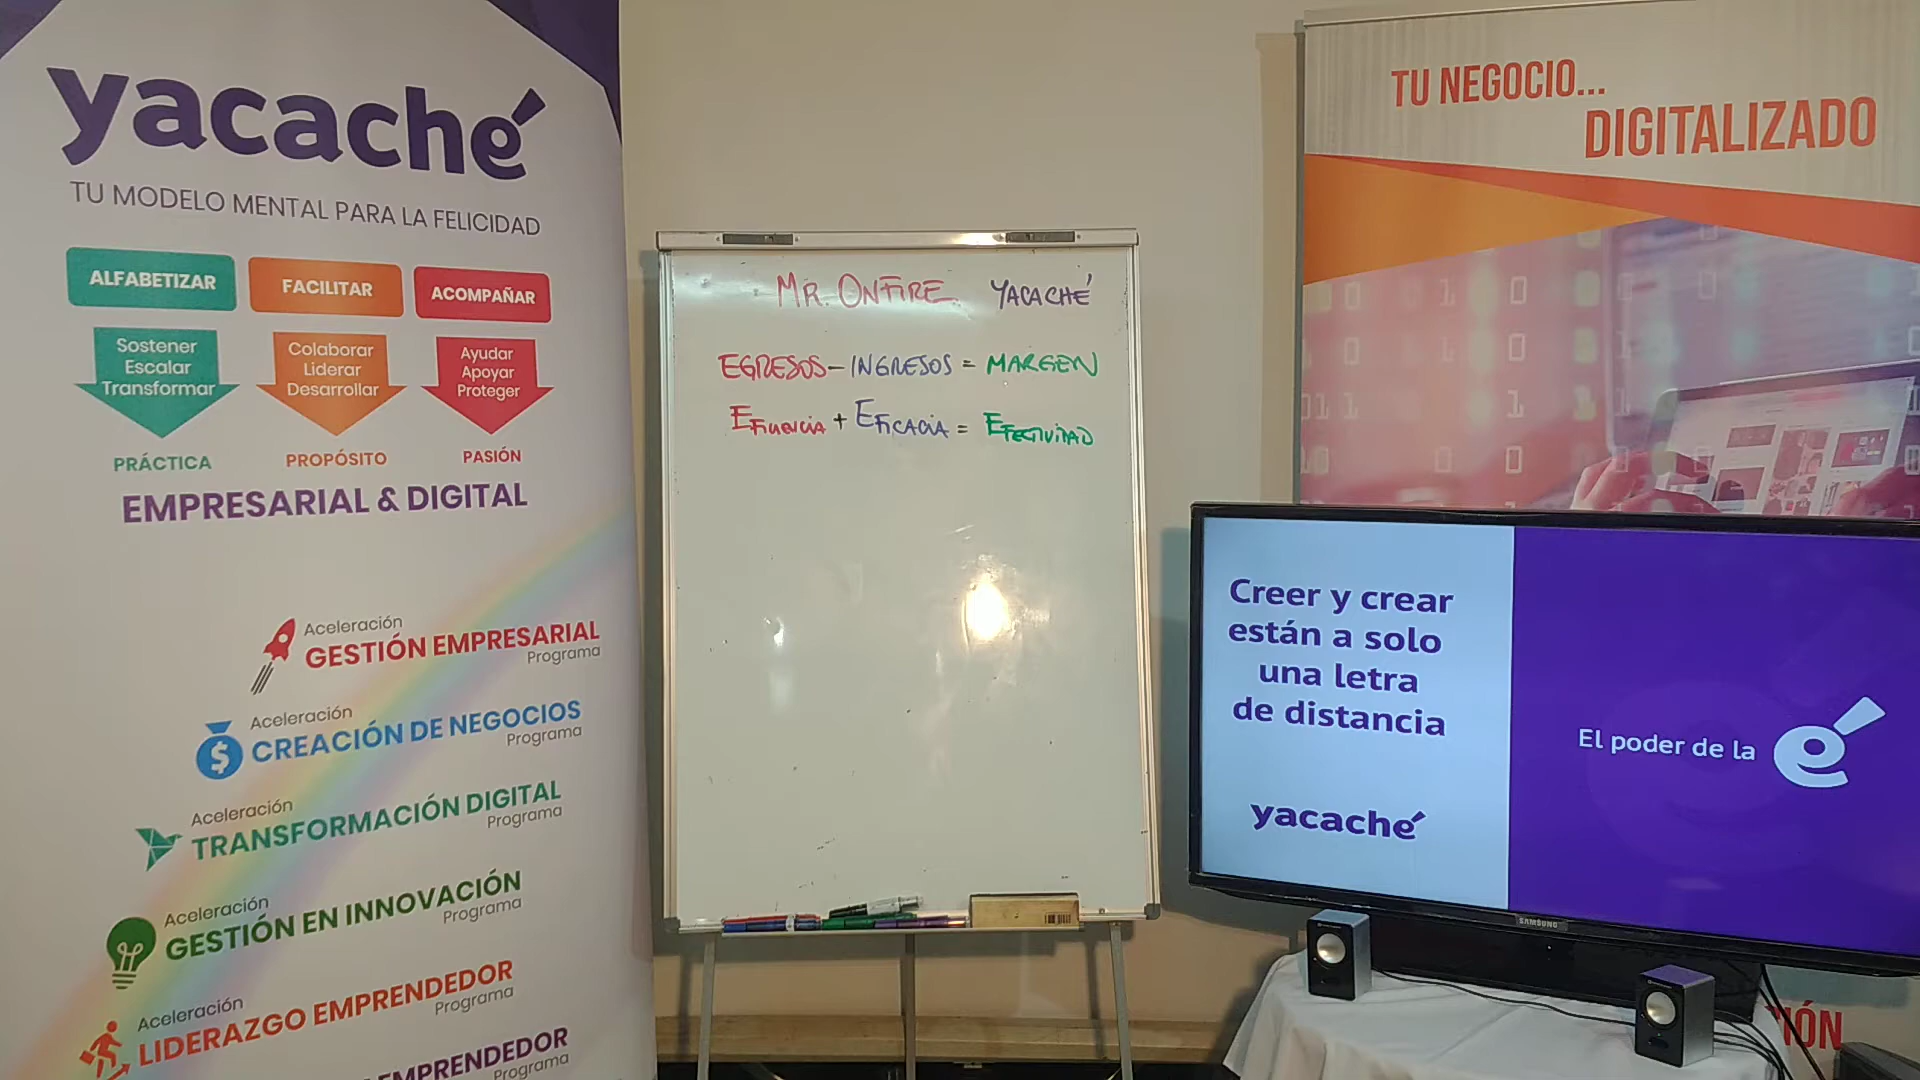 yacaché
TU MODELO MENTAL PARA LA FELICIDAD
ALFABETIZAR
FACILITAR
ACOMPAÑAR
Sostener
Escalar
Transformar
Colaborar
Liderar
Desarrollar
Ayudar
Apoyar
Proteger
PRÁCTICA
PROPÓSITO
PASIÓN
EMPRESARIAL & DIGITAL
Aceleración
GESTIÓN EMPRESARIAL
Programa
Aceleración
CREACIÓN DE NEGOCIOS
Programa
Aceleración
TRANSFORMACIÓN DIGITAL
Programa
Aceleración
GESTIÓN EN INNOVACIÓN
Programa
Aceleración
LIDERAZGO EMPRENDEDOR
Programa
EMPRENDEDOR
Programa
MR. ONFIRE YACACHÉ
EGRESOS - INGRESOS = MARGEN
EFICIENCIA + EFICACIA = EFECTIVIDAD
TU NEGOCIO...
DIGITALIZADO
Creer y crear
están a solo
una letra
de distancia
yacaché
El poder de la é
SAMSUNG